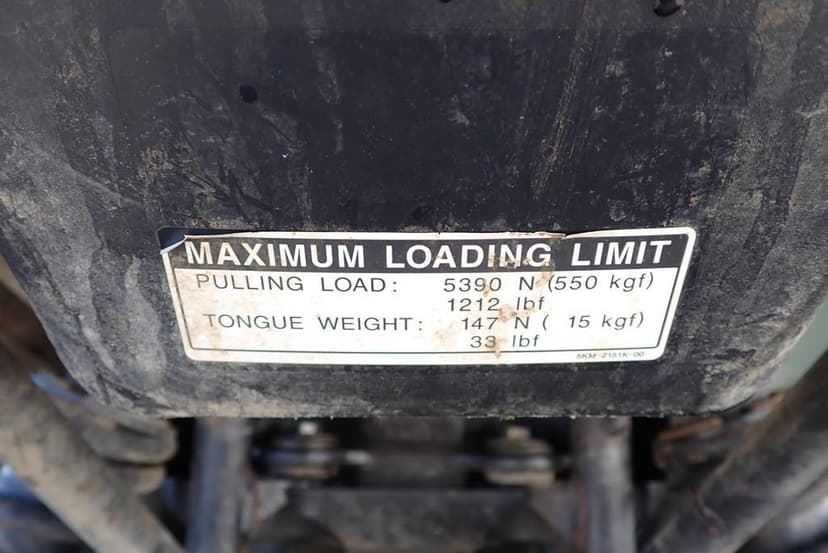 MAXIMUM LOADING LIMIT
PULLING LOAD: 5390 N (550 kgf)
1212 lbf
TONGUE WEIGHT: 147 N ( 15 kgf)
33 lbf
5KM-2151K-00